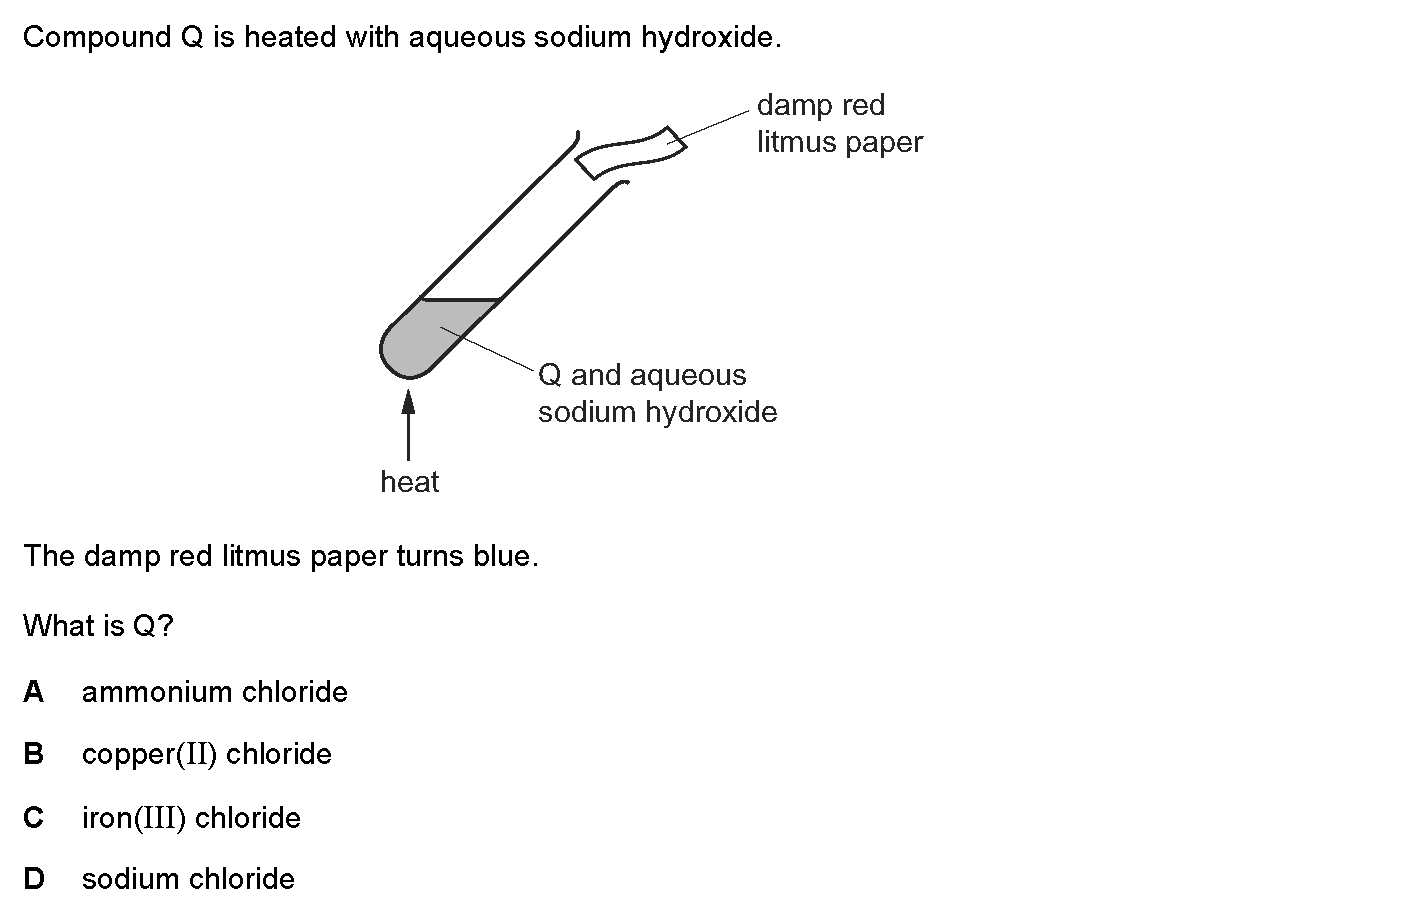 Compound Q is heated with aqueous sodium hydroxide.
damp red
litmus paper
Q and aqueous
sodium hydroxide
heat
The damp red litmus paper turns blue.
What is Q?
A ammonium chloride
B copper(II) chloride
C iron(III) chloride
D sodium chloride